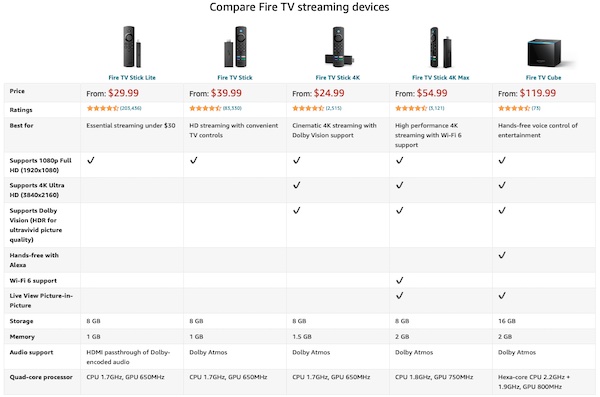 Compare Fire TV streaming devices
Fire TV Stick Lite Fire TV Stick Fire TV Stick 4K Fire TV Stick 4K Max Fire TV Cube
Price From: $29.99 From: $39.99 From: $24.99 From: $54.99 From: $119.99
Ratings (203,456) (83,550) (2,515) (5,121) (73)
Best for Essential streaming under $30 HD streaming with convenient Cinematic 4K streaming with High performance 4K Hands-free voice control of
TV controls Dolby Vision support streaming with Wi-Fi 6 entertainment
support
Supports 1080p Full ✓ ✓ ✓ ✓ ✓
HD (1920x1080)
Supports 4K Ultra ✓ ✓ ✓
HD (3840x2160)
Supports Dolby ✓ ✓ ✓
Vision (HDR for
ultravivid picture
quality)
Hands-free with ✓
Alexa
Wi-Fi 6 support ✓
Live View Picture-in- ✓ ✓
Picture
Storage 8 GB 8 GB 8 GB 8 GB 16 GB
Memory 1 GB 1 GB 1.5 GB 2 GB 2 GB
Audio support HDMI passthrough of Dolby- Dolby Atmos Dolby Atmos Dolby Atmos Dolby Atmos
encoded audio
Quad-core processor CPU 1.7GHz, GPU 650MHz CPU 1.7GHz, GPU 650MHz CPU 1.7GHz, GPU 650MHz CPU 1.8GHz, GPU 750MHz Hexa-core CPU 2.2GHz +
1.9GHz, GPU 800MHz